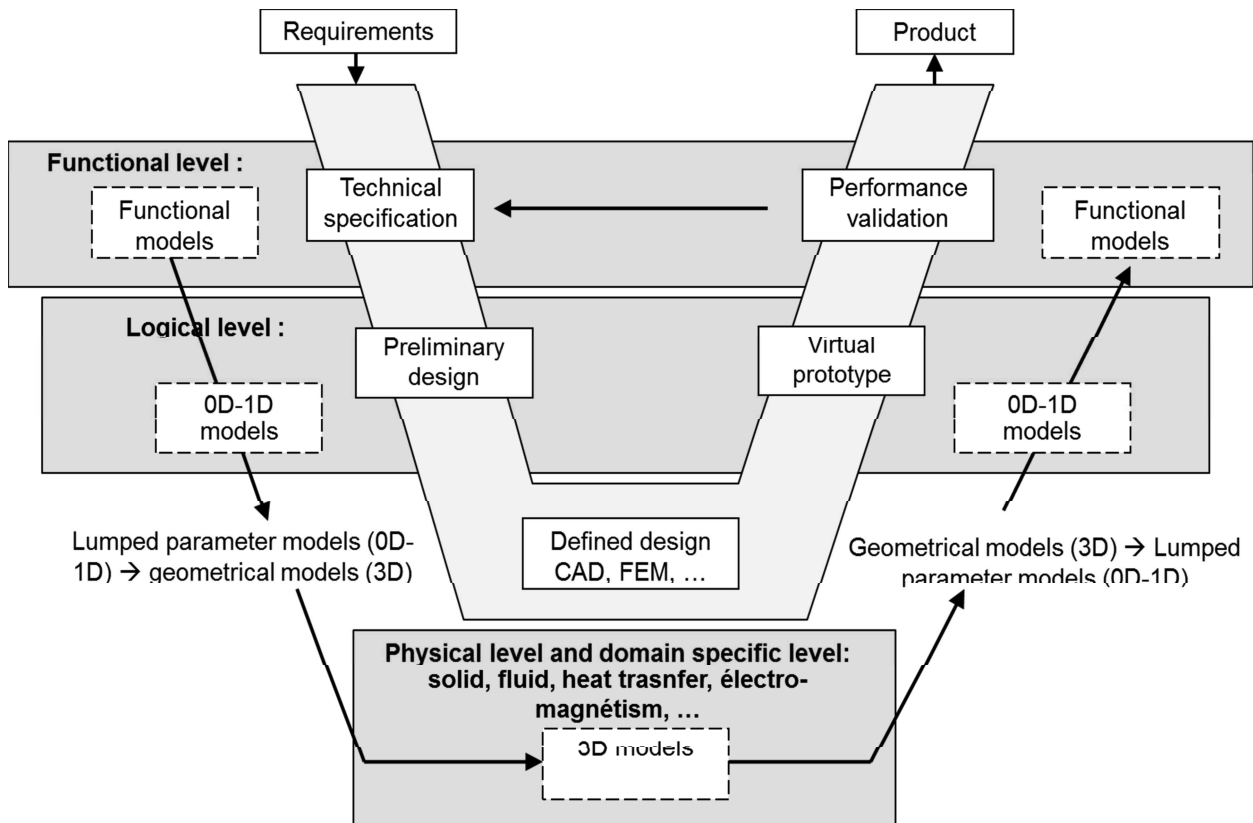 Requirements
Product
Functional level :
Functional
models
Technical
specification
Performance
validation
Functional
models
Logical level :
Preliminary
design
Virtual
prototype
0D-1D
models
0D-1D
models
Lumped parameter models (0D-
1D) → geometrical models (3D)
Defined design
CAD, FEM, …
Geometrical models (3D) → Lumped
parameter models (0D-1D)
Physical level and domain specific level:
solid, fluid, heat trasnfer, électro-
magnétism, …
3D models